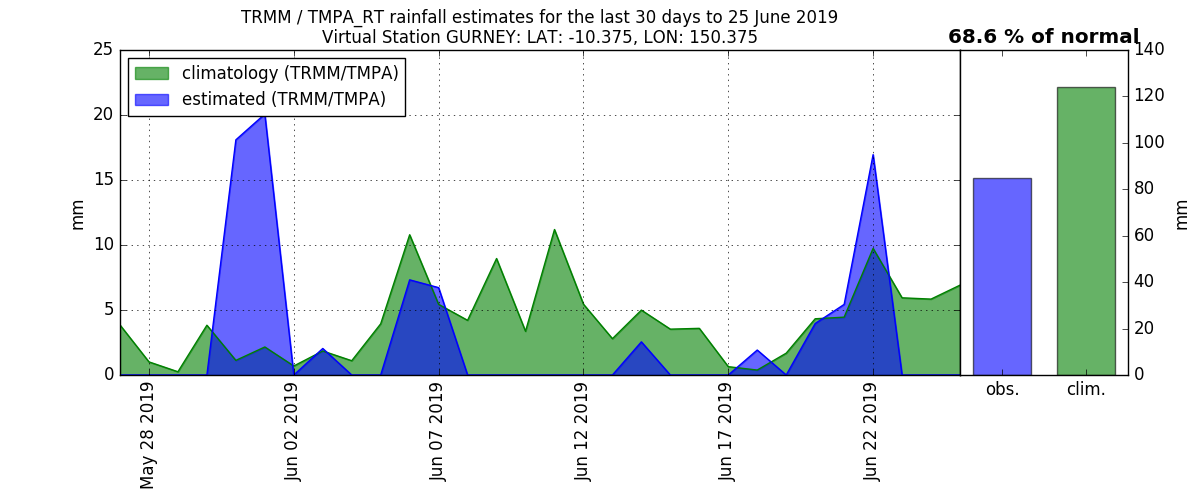 TRMM / TMPA_RT rainfall estimates for the last 30 days to 25 June 2019
Virtual Station GURNEY: LAT: -10.375, LON: 150.375
68.6 % of normal
climatology (TRMM/TMPA)
estimated (TRMM/TMPA)
25
20
15
10
5
0
mm
May 28 2019
Jun 02 2019
Jun 07 2019
Jun 12 2019
Jun 17 2019
Jun 22 2019
obs.
clim.
140
120
100
80
60
40
20
0
mm